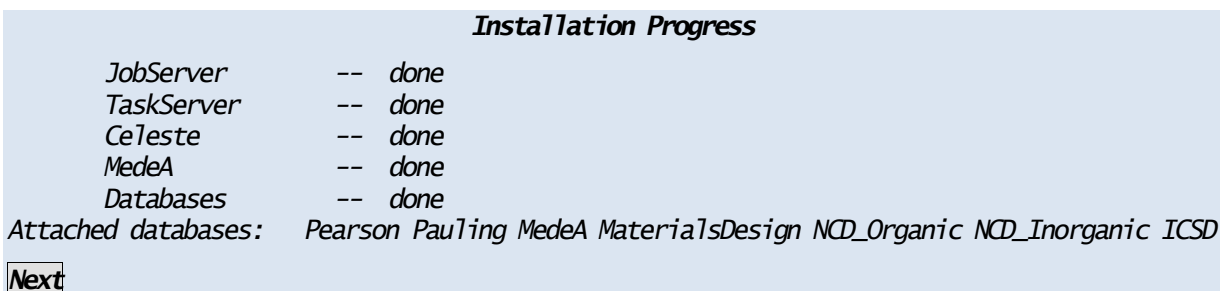 Installation Progress
JobServer -- done
TaskServer -- done
Celeste -- done
MedeA -- done
Databases -- done
Attached databases: Pearson Pauling MedeA MaterialsDesign NCD_Organic NCD_Inorganic ICSD
Next